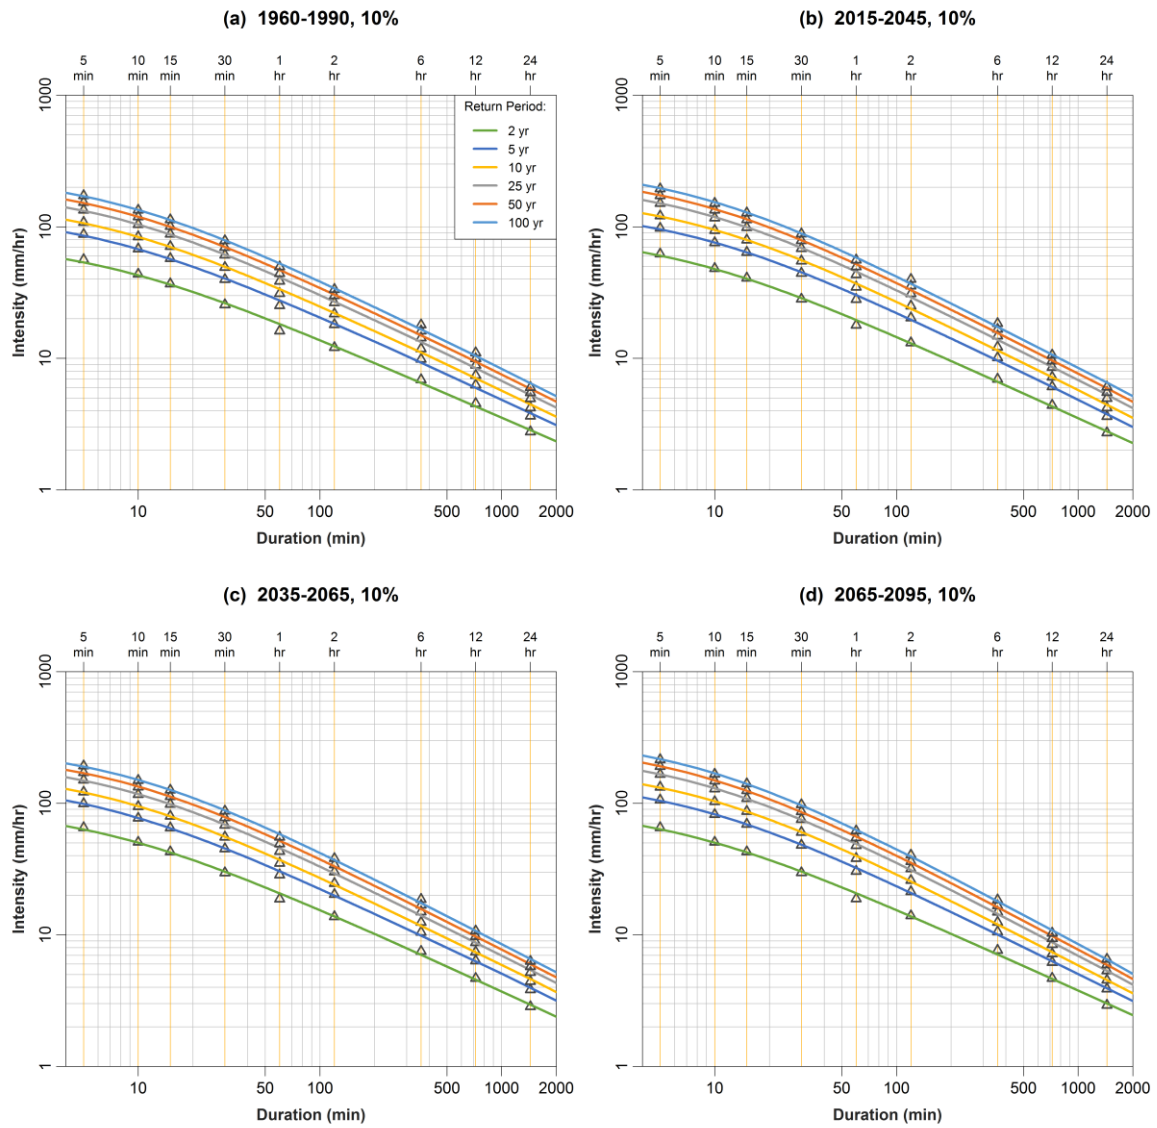 (a) 1960-1990, 10%
5 10 15 30 1 2 6 12 24
min min min min hr hr hr hr hr
1000
100
10
1
Intensity (mm/hr)
Return Period:
2 yr
5 yr
10 yr
25 yr
50 yr
100 yr
10 50 100 500 1000 2000
Duration (min)
(b) 2015-2045, 10%
5 10 15 30 1 2 6 12 24
min min min min hr hr hr hr hr
1000
100
10
1
Intensity (mm/hr)
10 50 100 500 1000 2000
Duration (min)
(c) 2035-2065, 10%
5 10 15 30 1 2 6 12 24
min min min min hr hr hr hr hr
1000
100
10
1
Intensity (mm/hr)
10 50 100 500 1000 2000
Duration (min)
(d) 2065-2095, 10%
5 10 15 30 1 2 6 12 24
min min min min hr hr hr hr hr
1000
100
10
1
Intensity (mm/hr)
10 50 100 500 1000 2000
Duration (min)